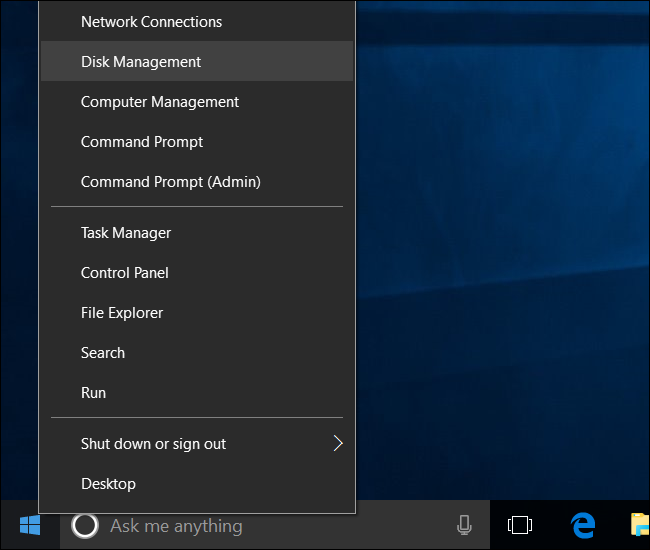 Network Connections
Disk Management
Computer Management
Command Prompt
Command Prompt (Admin)
Task Manager
Control Panel
File Explorer
Search
Run
Shut down or sign out
Desktop
Ask me anything